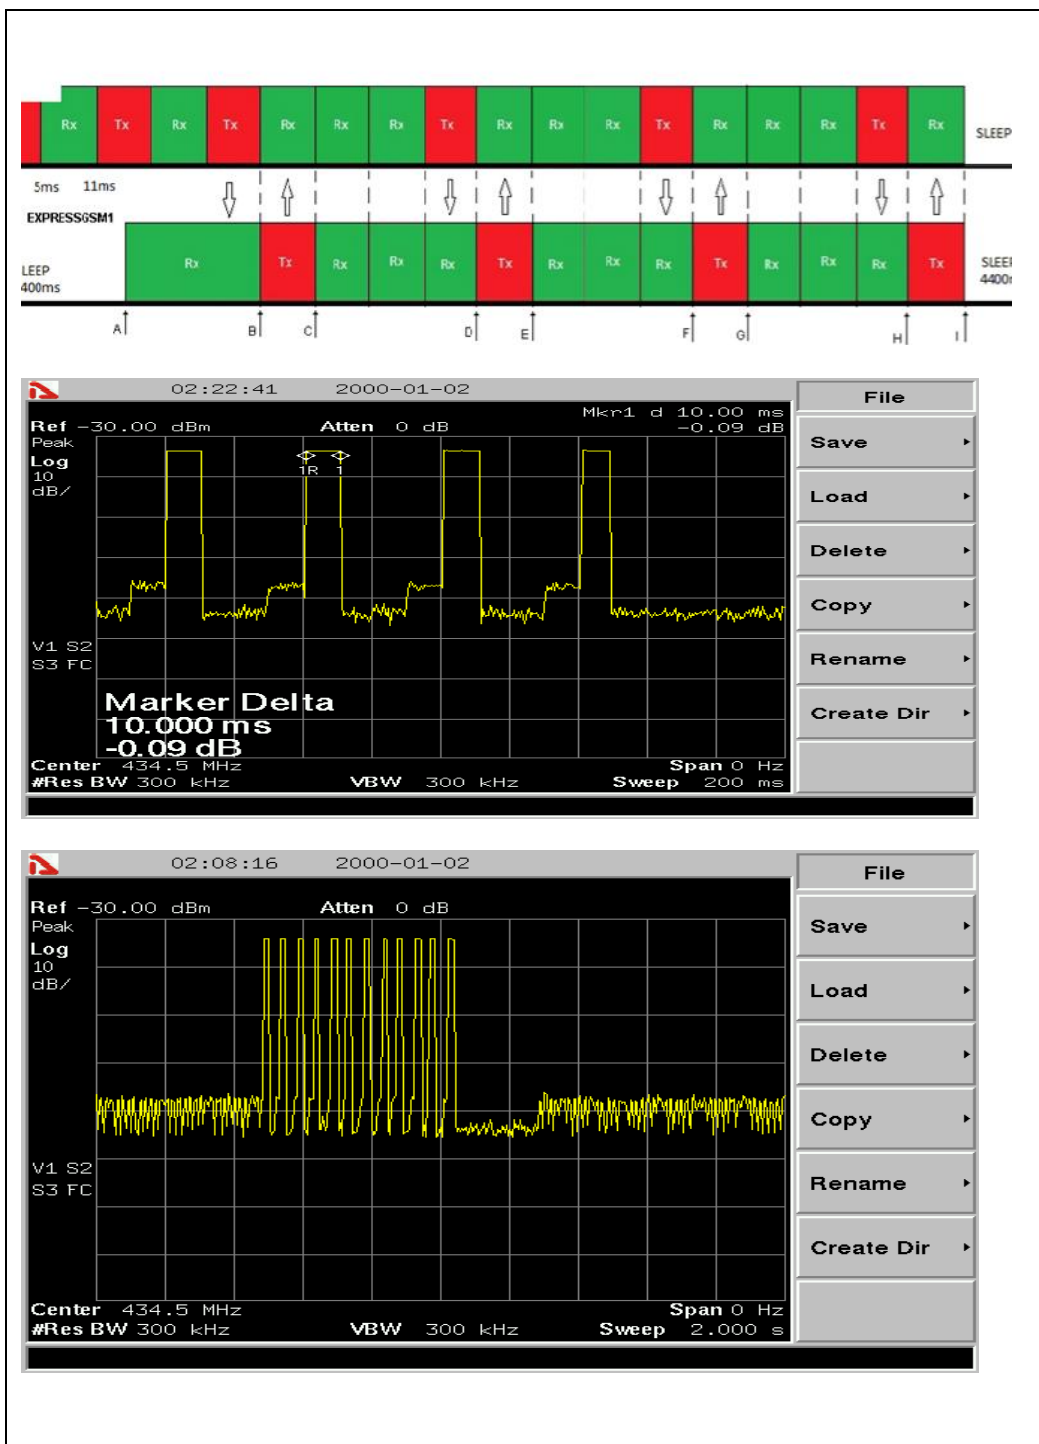 Rx Tx Rx Tx Rx Rx Rx Tx Rx Rx Rx Tx Rx Rx Rx Tx Rx SLEEP
5ms 11ms
EXPRESSGSM1
LEEP Rx Tx Rx Rx Rx Tx Rx Rx Rx Tx Rx Rx Rx Tx
400ms
A B C D E F G H I
02:22:41 2000-01-02
File
Mkr1 d 10.00 ms
Ref -30.00 dBm Atten 0 dB -0.09 dB
Peak
Log
10
dB/
1R 1
V1 S2
S3 FC
Marker Delta
10.000 ms
-0.09 dB
Center 434.5 MHz Span 0 Hz
#Res BW 300 kHz VBW 300 kHz Sweep 200 ms
Save
Load
Delete
Copy
Rename
Create Dir
02:08:16 2000-01-02
File
Ref -30.00 dBm Atten 0 dB
Peak
Log
10
dB/
V1 S2
S3 FC
Center 434.5 MHz Span 0 Hz
#Res BW 300 kHz VBW 300 kHz Sweep 2.000 s
Save
Load
Delete
Copy
Rename
Create Dir